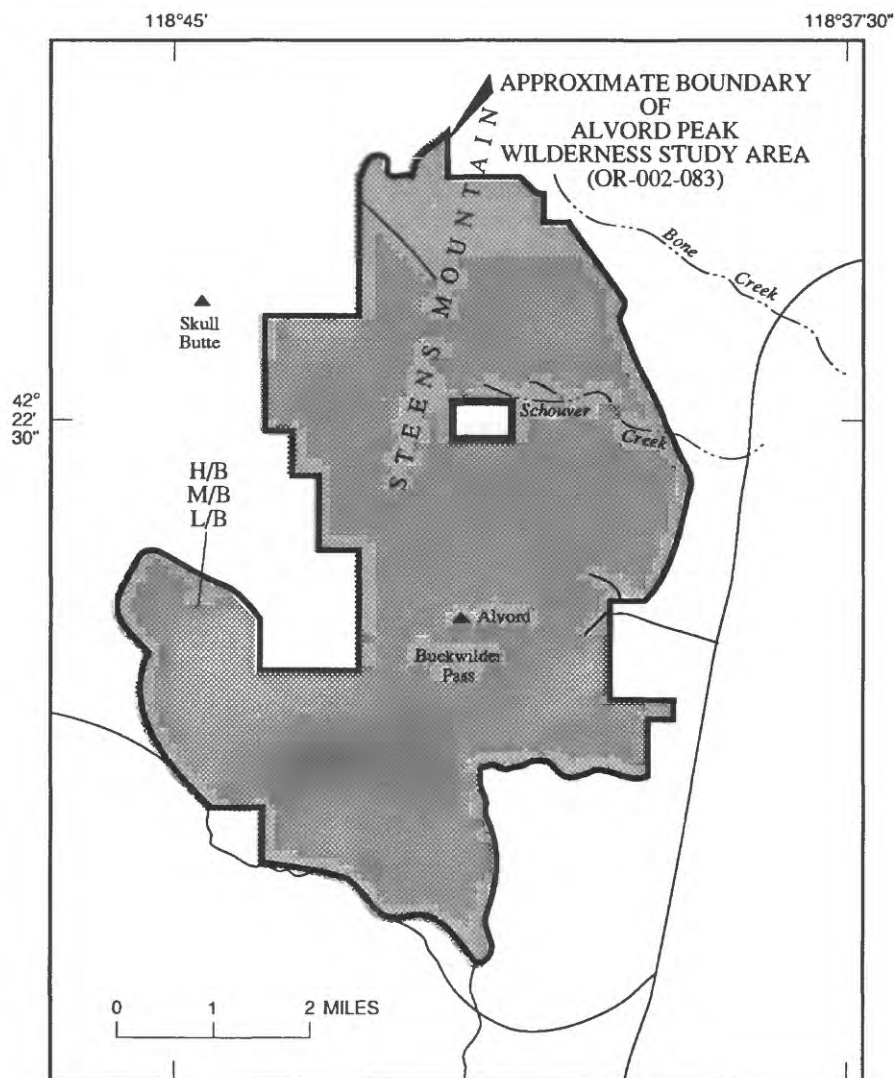 118°45'
118°37'30"
APPROXIMATE BOUNDARY
OF
ALVORD PEAK
WILDERNESS STUDY AREA
(OR-002-083)
STEENS MOUNTAIN
Bone
Creek
Skull
Butte
42°
22'
30"
Schouver
Creek
H/B
M/B
L/B
Alvord
Buckwilder
Pass
0 1 2 MILES